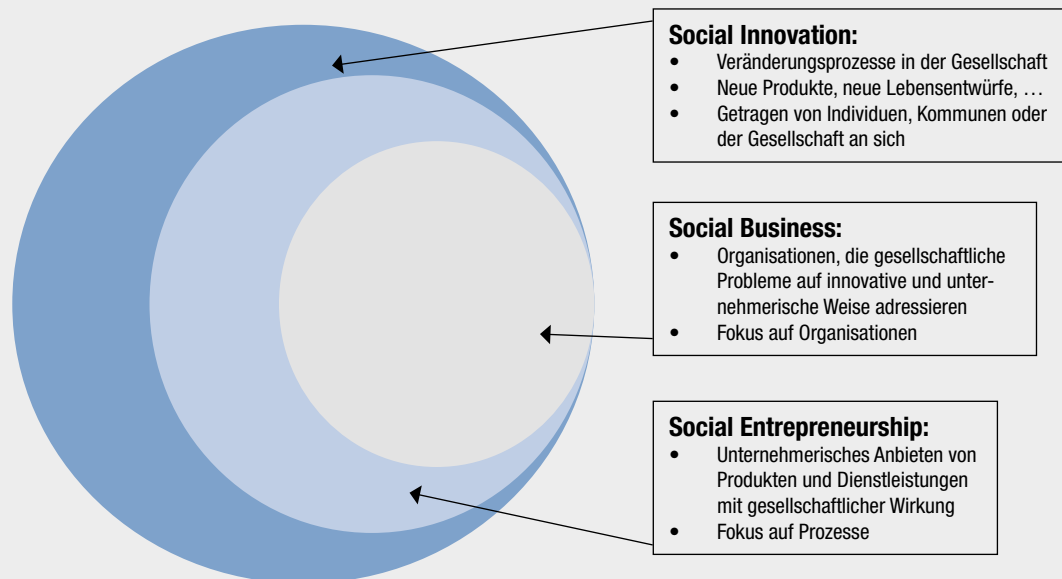 Social Innovation:
• Veränderungsprozesse in der Gesellschaft
• Neue Produkte, neue Lebensentwürfe, …
• Getragen von Individuen, Kommunen oder
der Gesellschaft an sich
Social Business:
• Organisationen, die gesellschaftliche
Probleme auf innovative und unter-
nehmerische Weise adressieren
• Fokus auf Organisationen
Social Entrepreneurship:
• Unternehmerisches Anbieten von
Produkten und Dienstleistungen
mit gesellschaftlicher Wirkung
• Fokus auf Prozesse